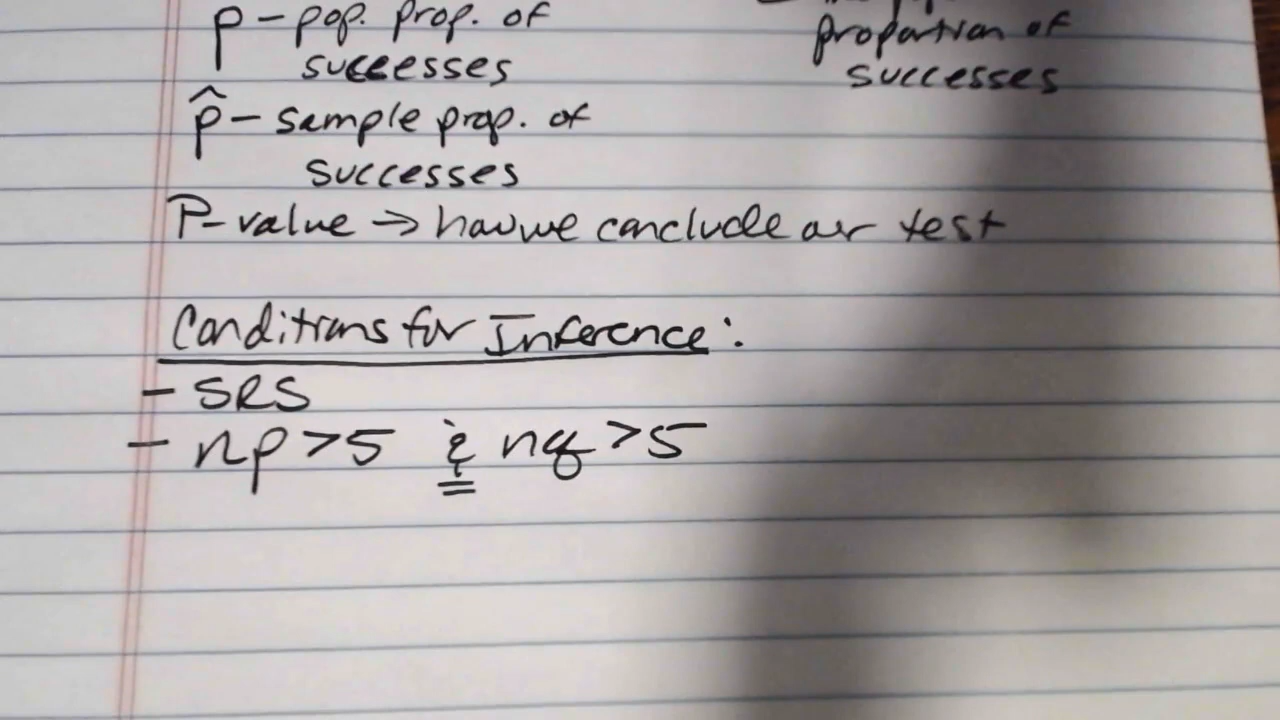 p – pop. prop. of
successes
proportion of
successes
p̂ – sample prop. of
successes
P-value → how we conclude our test
Conditions for Inference:
– SRS
– np > 5 & nq > 5